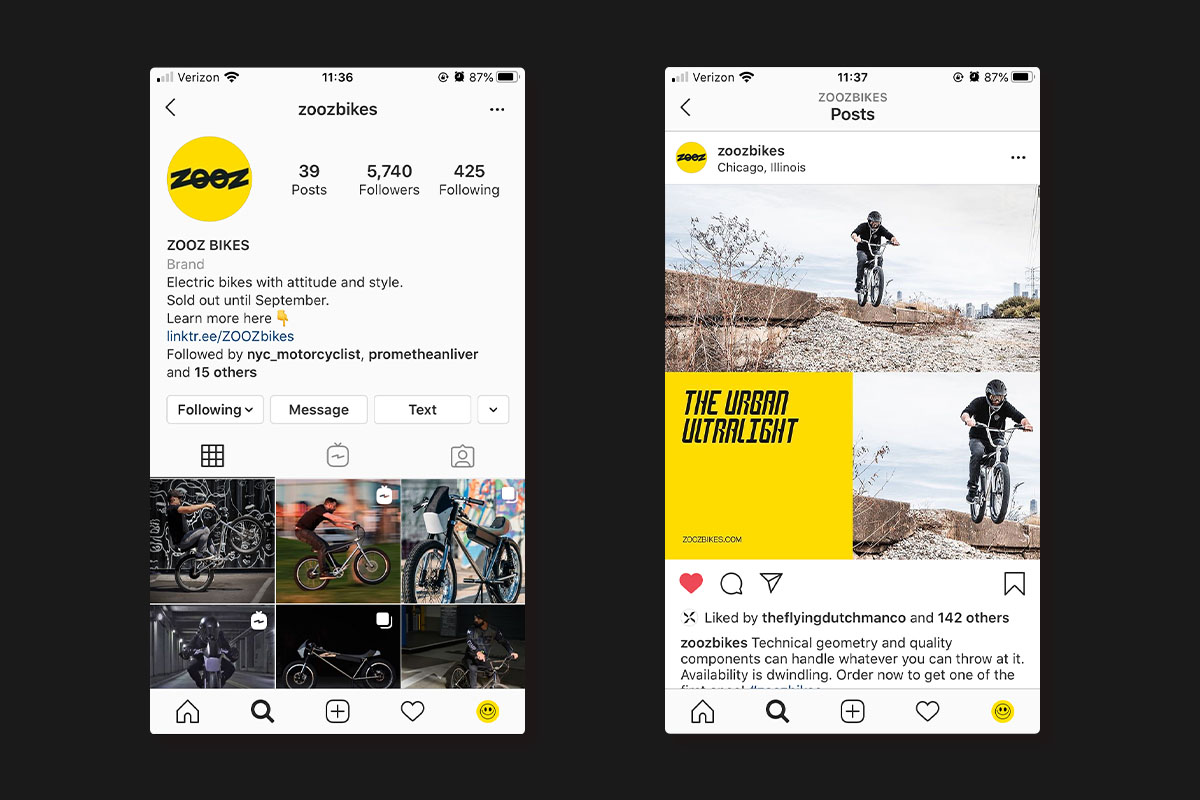 Verizon 11:36 87%
zoozbikes
ZOOZ
39 5,740 425
Posts Followers Following
ZOOZ BIKES
Brand
Electric bikes with attitude and style.
Sold out until September.
Learn more here 👇
linktr.ee/ZOOZbikes
Followed by nyc_motorcyclist, prometheanliver
and 15 others
Following Message Text
Verizon 11:37 87%
ZOOZBIKES
Posts
ZOOZ
zoozbikes
Chicago, Illinois
THE URBAN
ULTRALIGHT
ZOOZBIKES.COM
Liked by theflyingdutchmanco and 142 others
zoozbikes Technical geometry and quality
components can handle whatever you can throw at it.
Availability is dwindling. Order now to get one of the
#zoozbikes